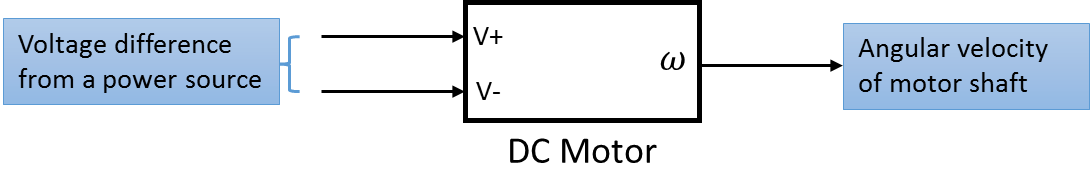 Voltage difference
from a power source
V+
V-
ω
DC Motor
Angular velocity
of motor shaft